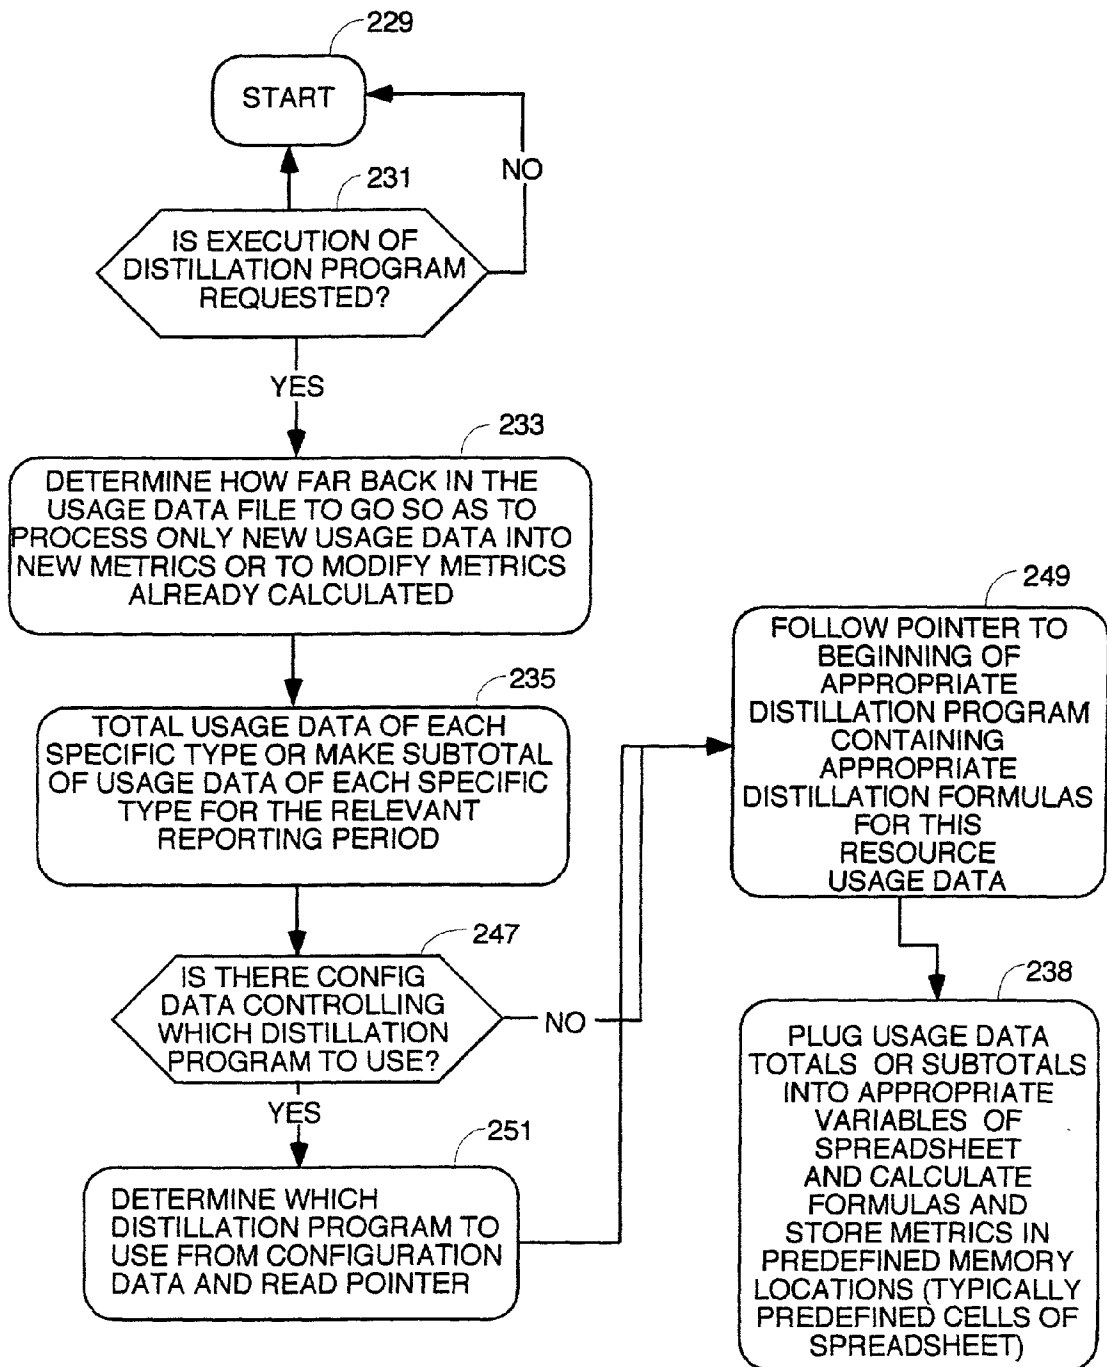 229
START
NO
231
IS EXECUTION OF
DISTILLATION PROGRAM
REQUESTED?
YES
233
DETERMINE HOW FAR BACK IN THE
USAGE DATA FILE TO GO SO AS TO
PROCESS ONLY NEW USAGE DATA INTO
NEW METRICS OR TO MODIFY METRICS
ALREADY CALCULATED
235
TOTAL USAGE DATA OF EACH
SPECIFIC TYPE OR MAKE SUBTOTAL
OF USAGE DATA OF EACH SPECIFIC
TYPE FOR THE RELEVANT
REPORTING PERIOD
247
IS THERE CONFIG
DATA CONTROLLING
WHICH DISTILLATION
PROGRAM TO USE?
NO
YES
251
DETERMINE WHICH
DISTILLATION PROGRAM TO
USE FROM CONFIGURATION
DATA AND READ POINTER
249
FOLLOW POINTER TO
BEGINNING OF
APPROPRIATE
DISTILLATION PROGRAM
CONTAINING
APPROPRIATE
DISTILLATION FORMULAS
FOR THIS
RESOURCE
USAGE DATA
238
PLUG USAGE DATA
TOTALS OR SUBTOTALS
INTO APPROPRIATE
VARIABLES OF
SPREADSHEET
AND CALCULATE
FORMULAS AND
STORE METRICS IN
PREDEFINED MEMORY
LOCATIONS (TYPICALLY
PREDEFINED CELLS OF
SPREADSHEET)